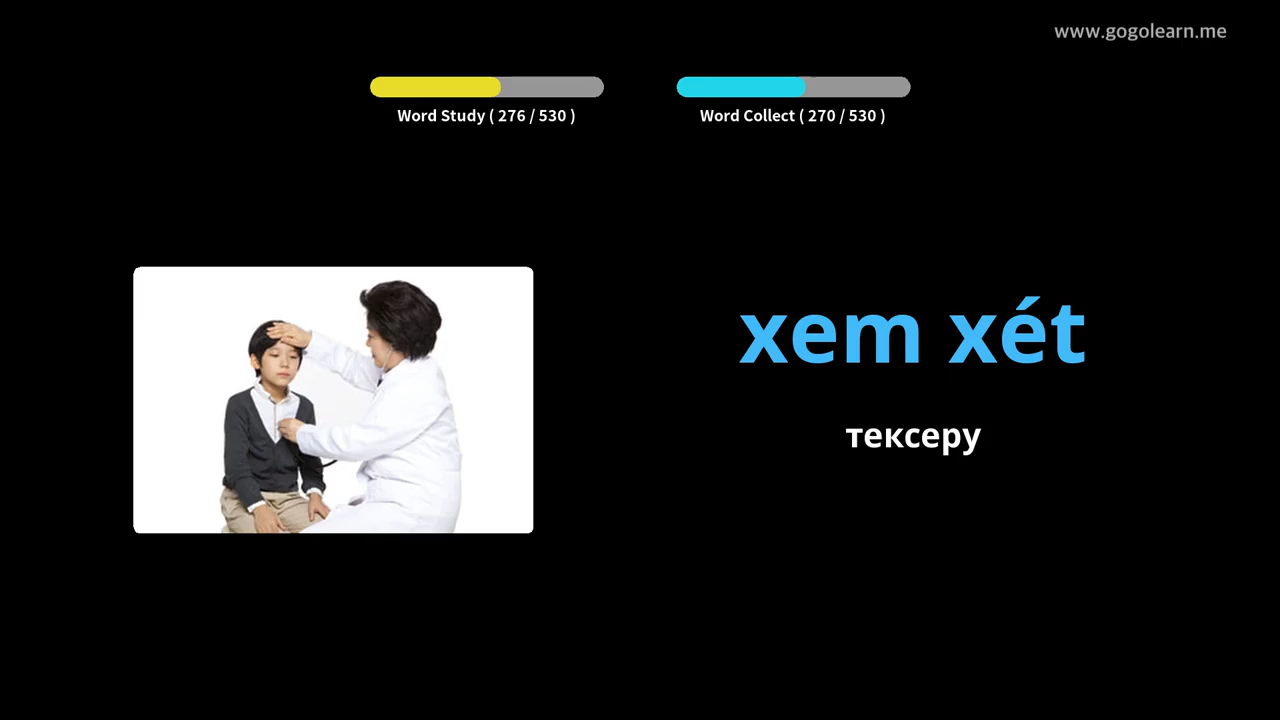 www.gogolearn.me
Word Study ( 276 / 530 )
Word Collect ( 270 / 530 )
xem xét
тексеру